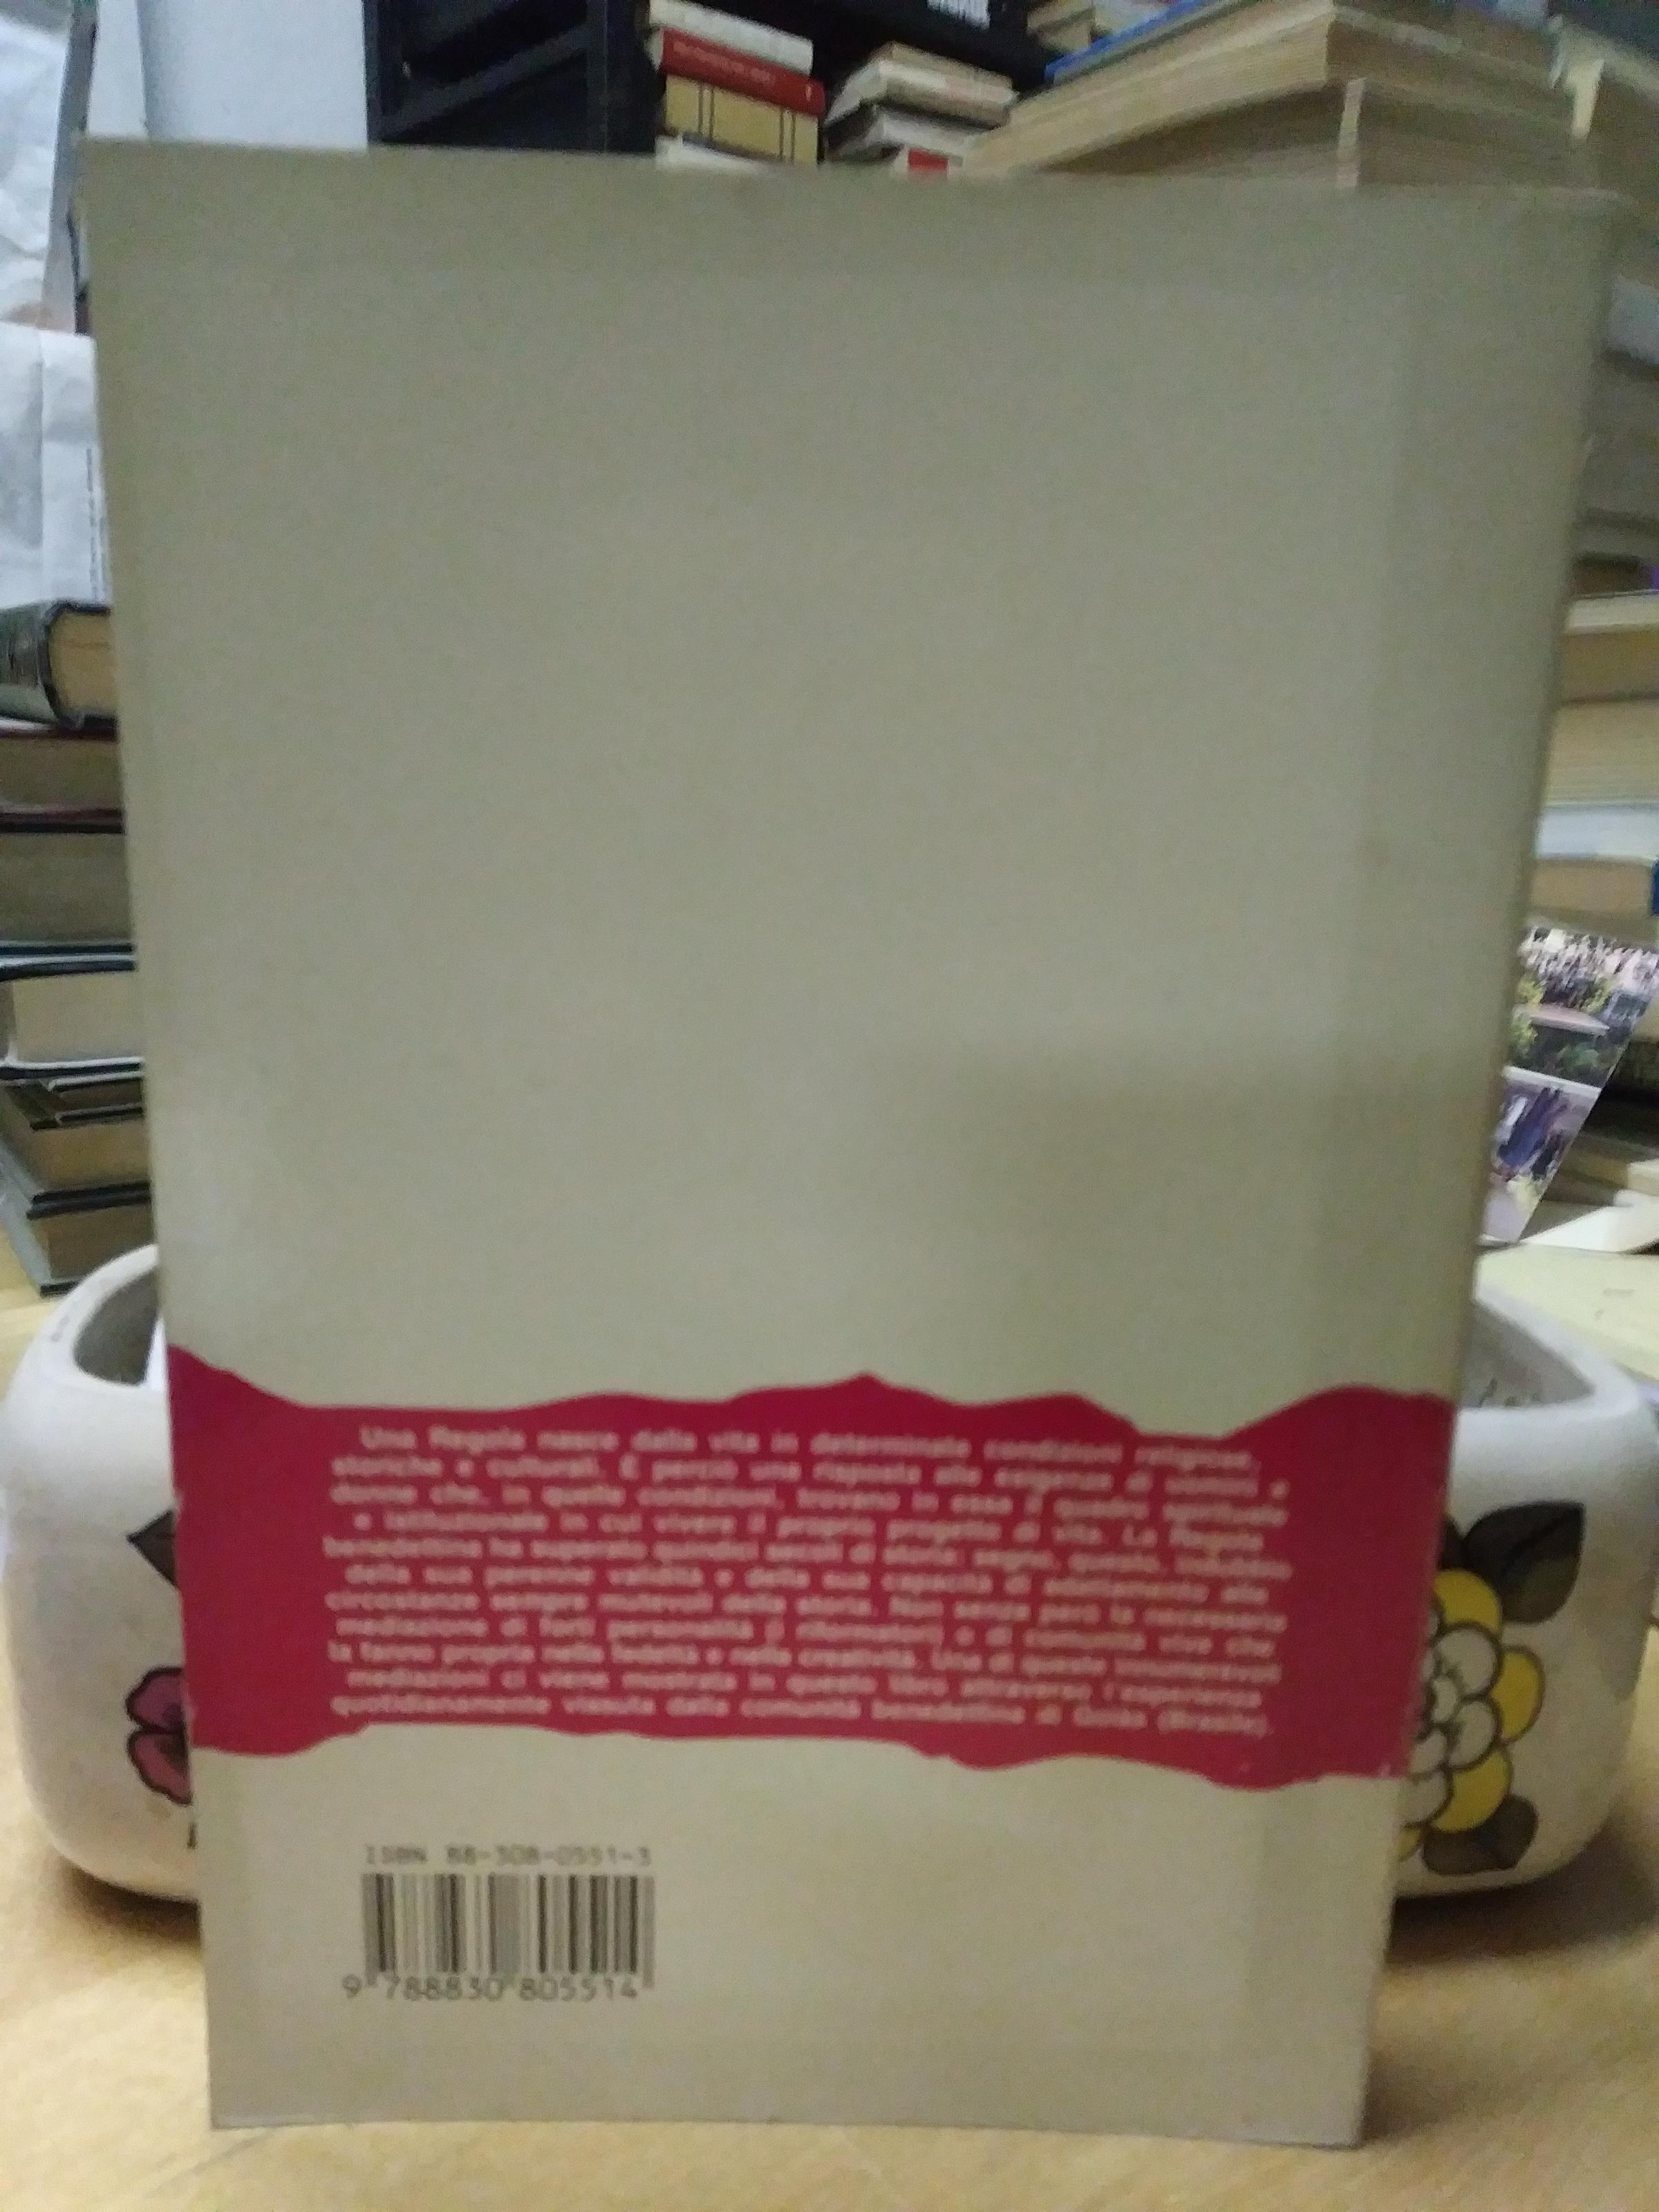 Una Regola nasce dalla vita in determinate condizioni religiose,
storiche e culturali. È perciò una risposta alle esigenze di uomini e
donne che, in quelle condizioni, trovano in essa il quadro spirituale
e istituzionale in cui vivere il proprio progetto di vita. La Regola
benedettina ha superato quindici secoli di storia: segno, questo, indubbio
della sua perenne validità e della sua capacità di adattamento alle
circostanze sempre mutevoli della storia. Non senza però la necessaria
mediazione di forti personalità (i riformatori) e di comunità vive che
la fanno propria nella fedeltà e nella creatività. Una di queste innumerevoli
mediazioni ci viene mostrata in questo libro attraverso l'esperienza
quotidianamente vissuta dalla comunità benedettina di Goiás (Brasile).
ISBN 88-308-0551-3
9 788830 805514